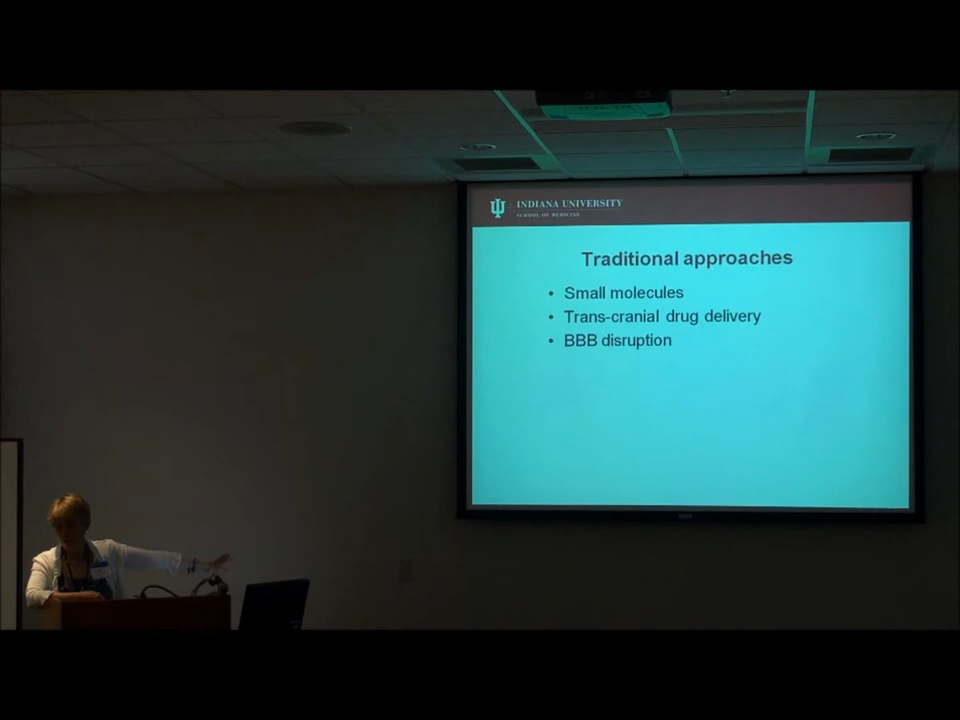 INDIANA UNIVERSITY
SCHOOL OF MEDICINE
Traditional approaches
• Small molecules
• Trans-cranial drug delivery
• BBB disruption